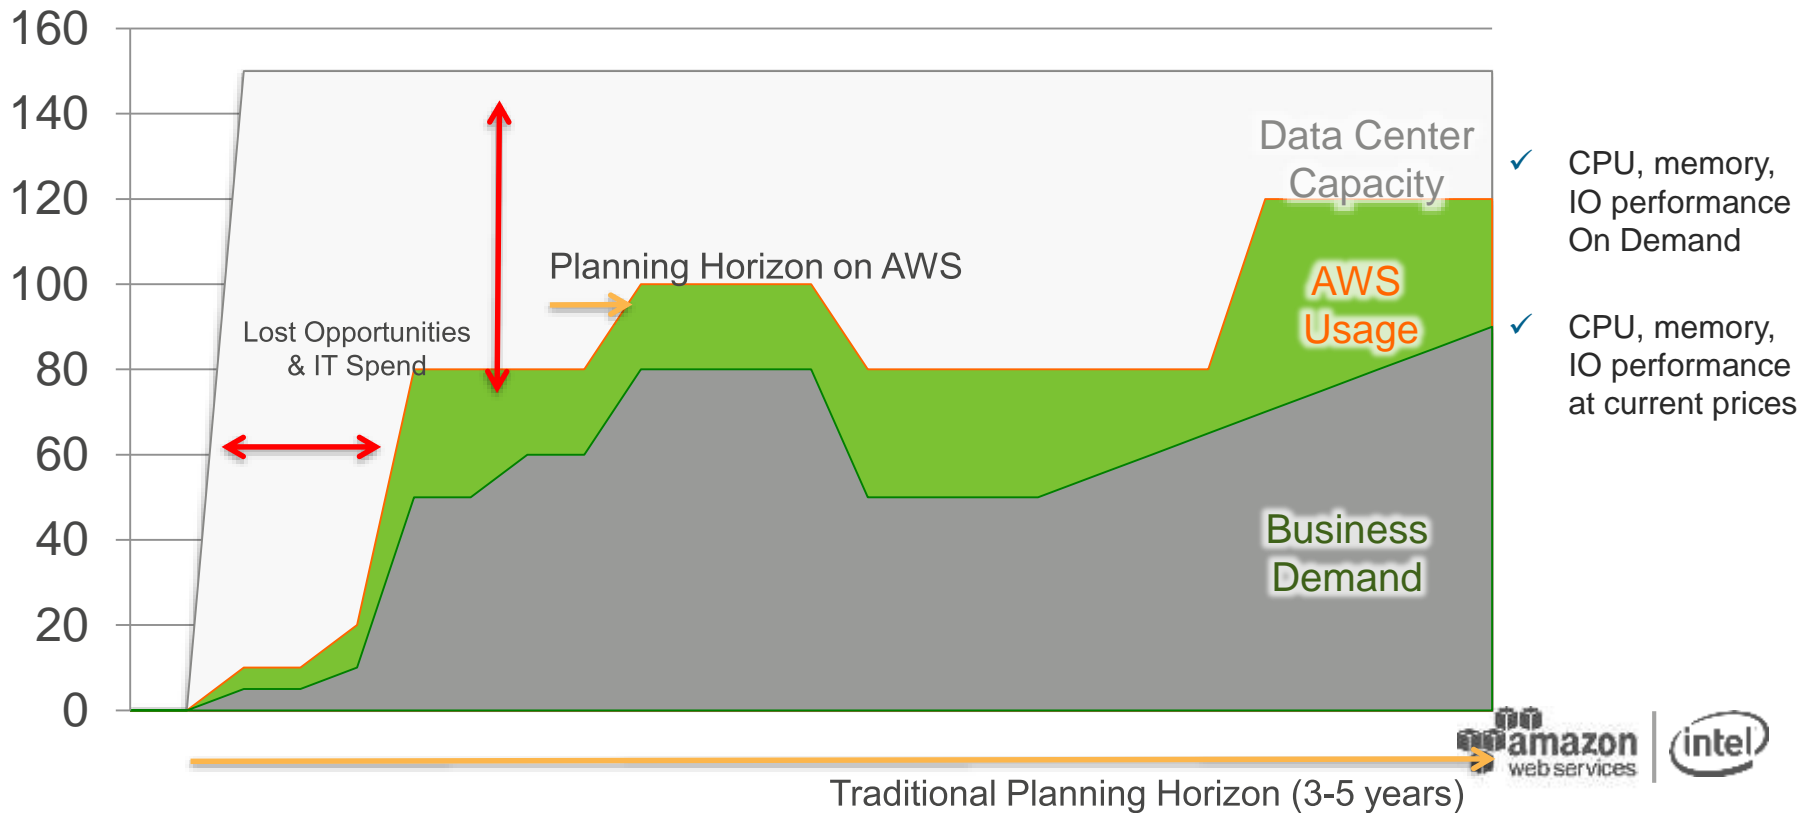 160
140
120
100
80
60
40
20
0
Data Center
Capacity
Planning Horizon on AWS
Lost Opportunities
& IT Spend
AWS
Usage
Business
Demand
✓ CPU, memory,
IO performance
On Demand
✓ CPU, memory,
IO performance
at current prices
Traditional Planning Horizon (3-5 years)
amazon
web services
intel